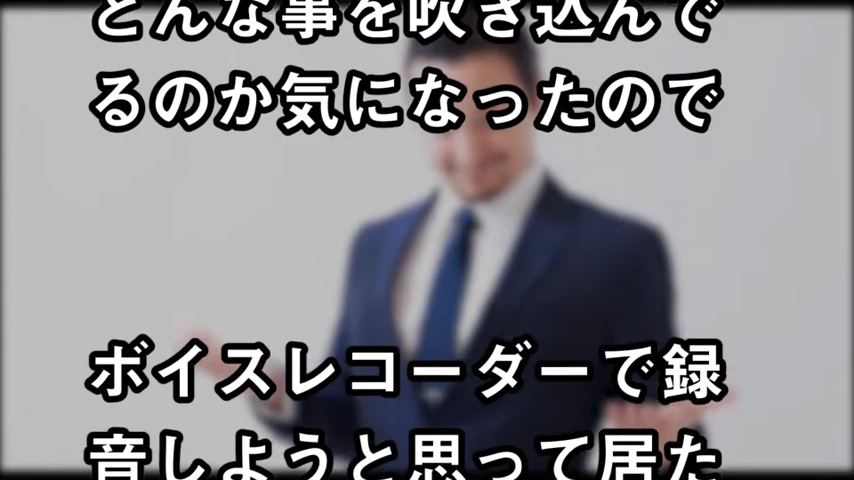 どんな事を吹き込んで
るのか気になったので
ボイスレコーダーで録
音しようと思って居た